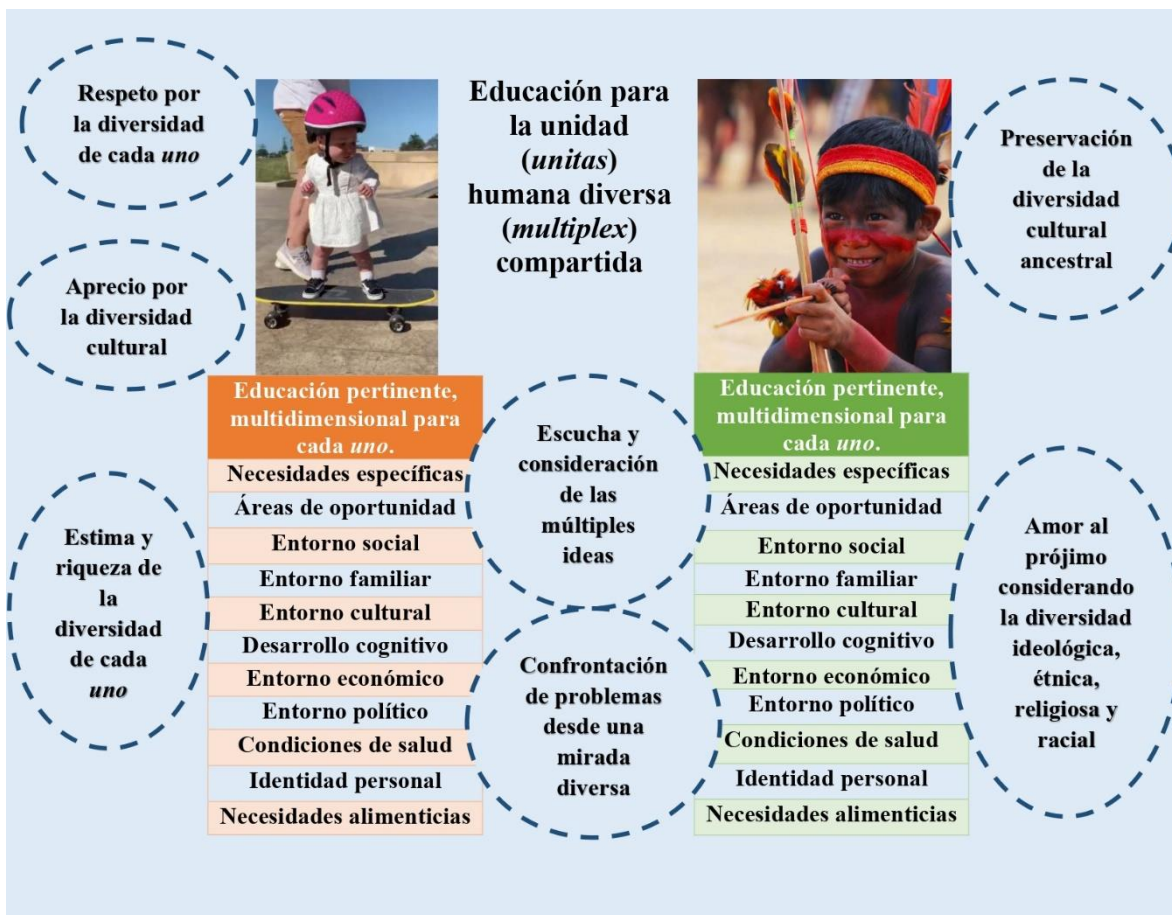 Respeto por
la diversidad
de cada uno
Aprecio por
la diversidad
cultural
Estima y
riqueza de
la
diversidad
de cada
uno
Educación para
la unidad
(unitas)
humana diversa
(multiplex)
compartida
Preservación
de la
diversidad
cultural
ancestral
Educación pertinente,
multidimensional para
cada uno.
Necesidades específicas
Áreas de oportunidad
Entorno social
Entorno familiar
Entorno cultural
Desarrollo cognitivo
Entorno económico
Entorno político
Condiciones de salud
Identidad personal
Necesidades alimenticias
Escucha y
consideración
de las
múltiples
ideas
Confrontación
de problemas
desde una
mirada
diversa
Educación pertinente,
multidimensional para
cada uno.
Necesidades específicas
Áreas de oportunidad
Entorno social
Entorno familiar
Entorno cultural
Desarrollo cognitivo
Entorno económico
Entorno político
Condiciones de salud
Identidad personal
Necesidades alimenticias
Amor al
prójimo
considerando
la diversidad
ideológica,
étnica,
religiosa y
racial